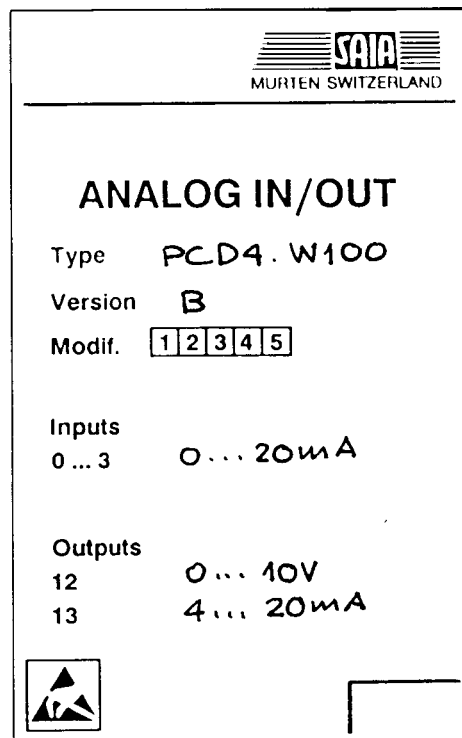 SAIA
MURTEN SWITZERLAND
ANALOG IN/OUT
Type PCD4.W100
Version B
Modif. 1 2 3 4 5
Inputs
0 ... 3 0... 20mA
Outputs
12 0... 10V
13 4... 20mA